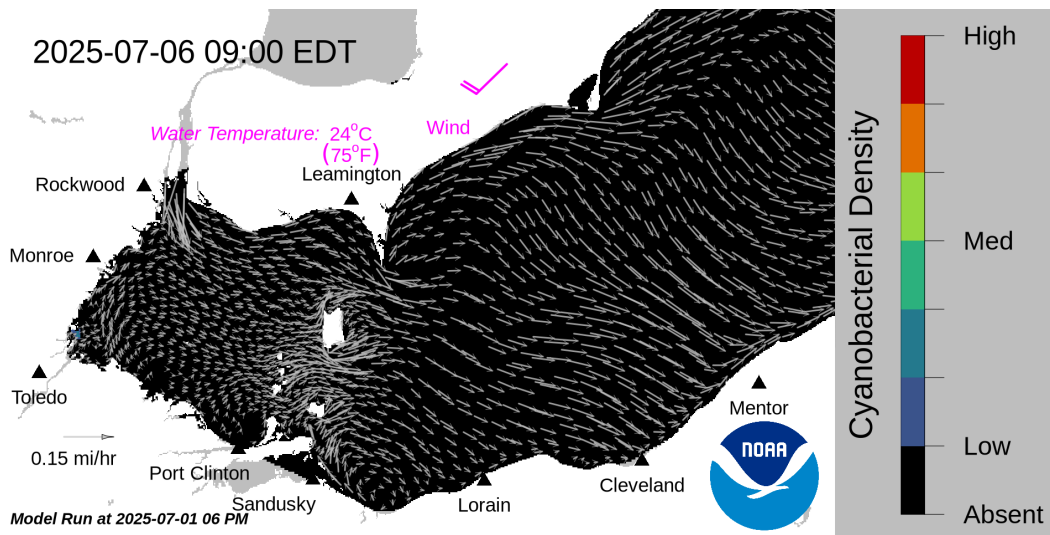 2025-07-06 09:00 EDT
Water Temperature: 24°C
(75°F)
Wind
Leamington
Rockwood
Monroe
Toledo
0.15 mi/hr
Port Clinton
Sandusky
Lorain
Cleveland
Mentor
NOAA
Model Run at 2025-07-01 06 PM
Cyanobacterial Density
High
Med
Low
Absent